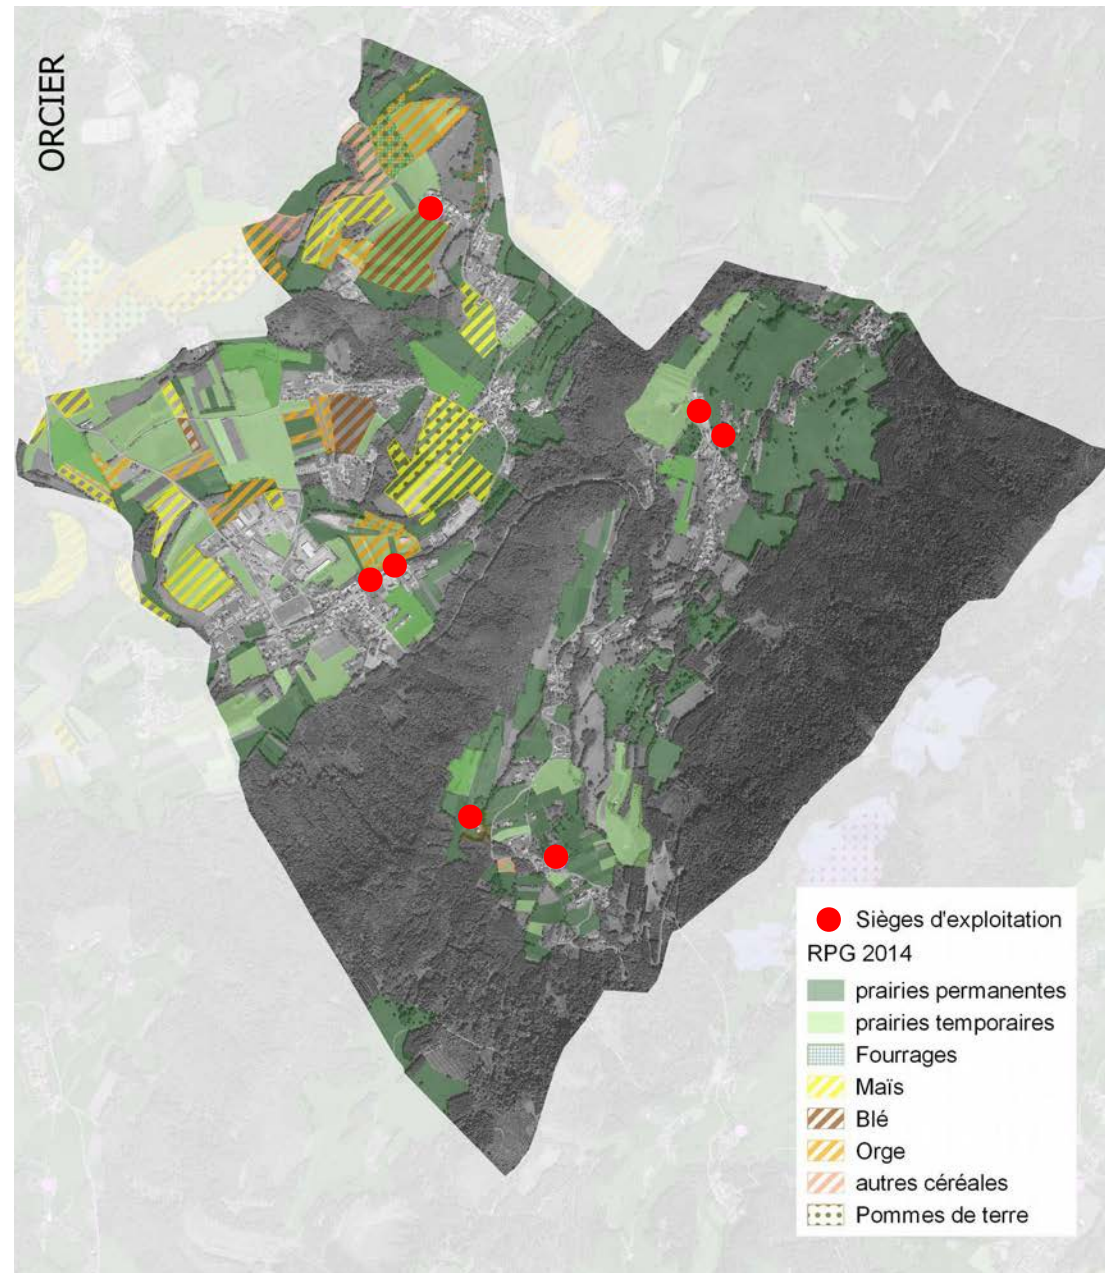 ORCIER
Sièges d'exploitation
RPG 2014
prairies permanentes
prairies temporaires
Fourrages
Maïs
Blé
Orge
autres céréales
Pommes de terre